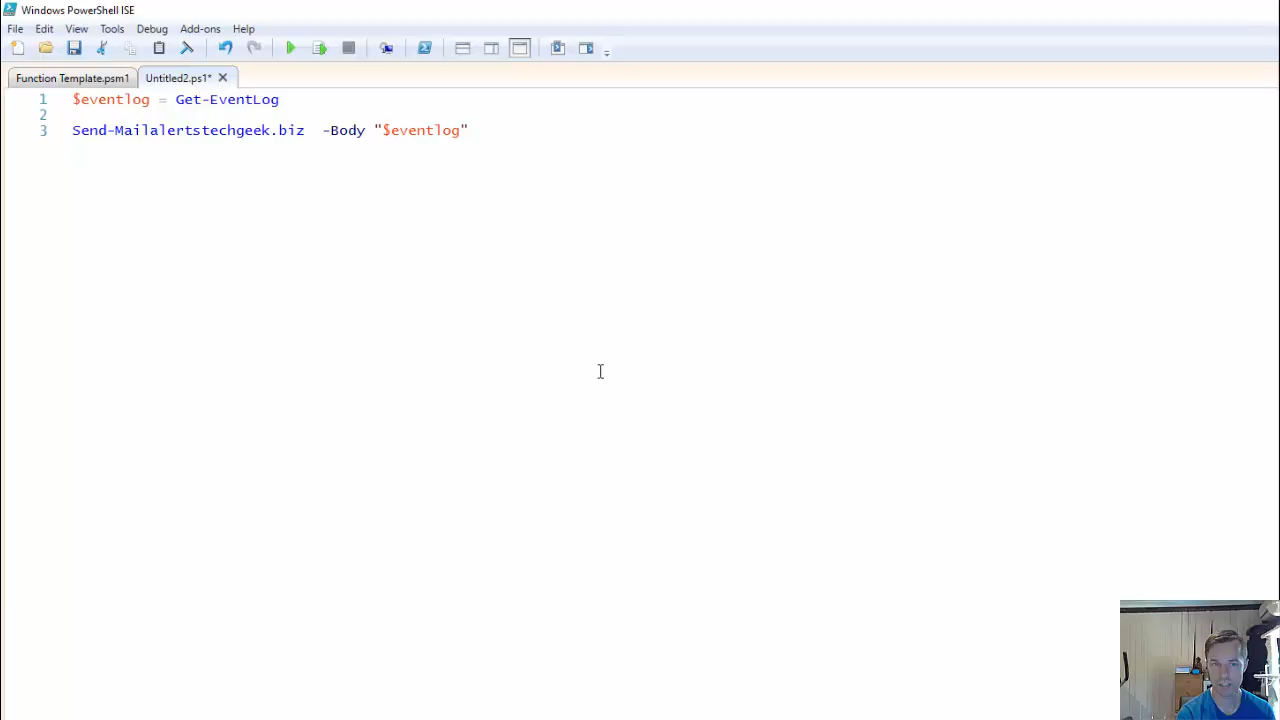 Windows PowerShell ISE
File Edit View Tools Debug Add-ons Help
Function Template.psm1 Untitled2.ps1*
1 $eventlog = Get-EventLog
2
3 Send-Mailalertstechgeek.biz -Body "$eventlog"